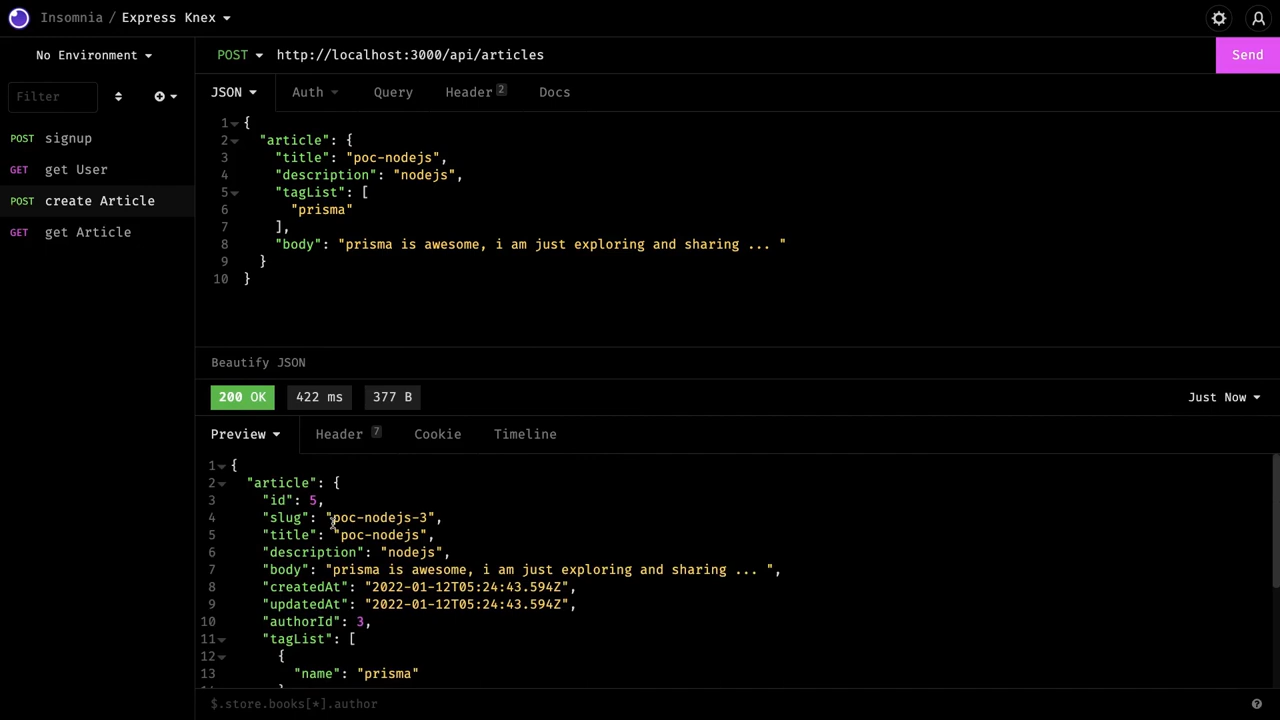 Insomnia / Express Knex
No Environment
POST http://localhost:3000/api/articles
Send
Filter
JSON Auth Query Header 2 Docs
POST signup
GET get User
POST create Article
GET get Article
1 {
2 "article": {
3 "title": "poc-nodejs",
4 "description": "nodejs",
5 "tagList": [
6 "prisma"
7 ],
8 "body": "prisma is awesome, i am just exploring and sharing ... "
9 }
10 }
Beautify JSON
200 OK 422 ms 377 B Just Now
Preview Header 7 Cookie Timeline
1 {
2 "article": {
3 "id": 5,
4 "slug": "poc-nodejs-3",
5 "title": "poc-nodejs",
6 "description": "nodejs",
7 "body": "prisma is awesome, i am just exploring and sharing ... ",
8 "createdAt": "2022-01-12T05:24:43.594Z",
9 "updatedAt": "2022-01-12T05:24:43.594Z",
10 "authorId": 3,
11 "tagList": [
12 {
13 "name": "prisma"
$.store.books[*].author